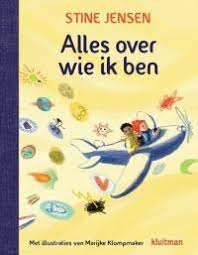 STINE JENSEN
Alles over
wie ik ben
Met illustraties van Marijke Klompmaker
kluitman